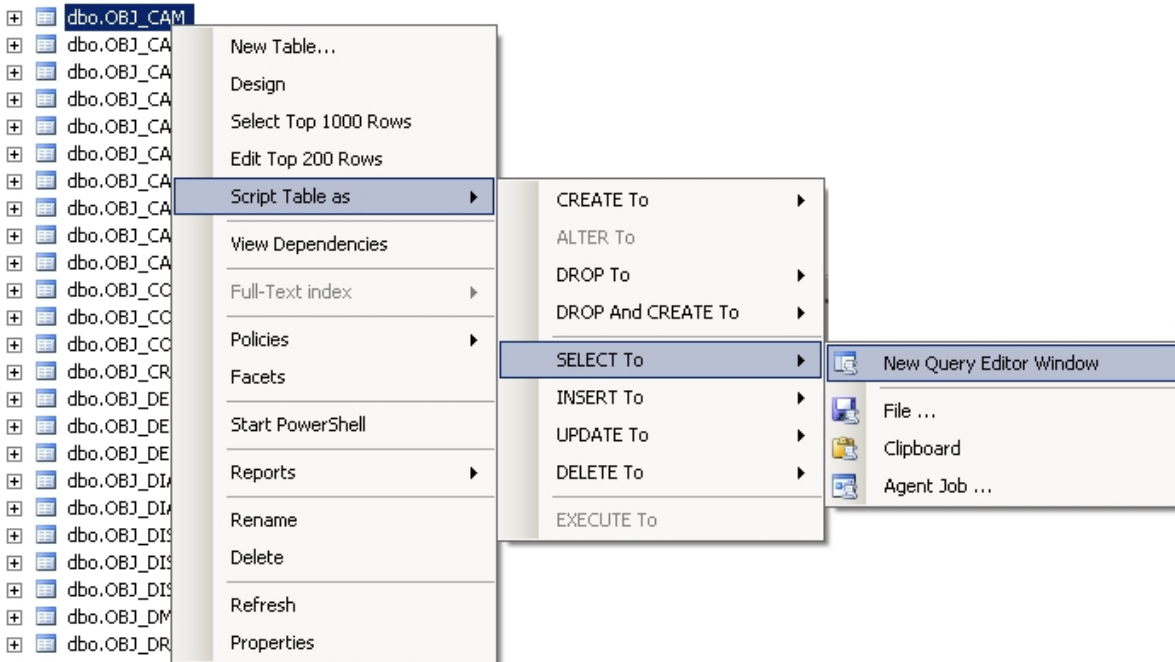 dbo.OBJ_CAM
dbo.OBJ_CA
dbo.OBJ_CA
dbo.OBJ_CA
dbo.OBJ_CA
dbo.OBJ_CA
dbo.OBJ_CA
dbo.OBJ_CA
dbo.OBJ_CA
dbo.OBJ_CA
dbo.OBJ_CO
dbo.OBJ_CO
dbo.OBJ_CO
dbo.OBJ_CR
dbo.OBJ_DE
dbo.OBJ_DE
dbo.OBJ_DE
dbo.OBJ_DIA
dbo.OBJ_DIA
dbo.OBJ_DIS
dbo.OBJ_DIS
dbo.OBJ_DIS
dbo.OBJ_DM
dbo.OBJ_DR
New Table...
Design
Select Top 1000 Rows
Edit Top 200 Rows
Script Table as
View Dependencies
Full-Text index
Policies
Facets
Start PowerShell
Reports
Rename
Delete
Refresh
Properties
CREATE To
ALTER To
DROP To
DROP And CREATE To
SELECT To
INSERT To
UPDATE To
DELETE To
EXECUTE To
New Query Editor Window
File ...
Clipboard
Agent Job ...